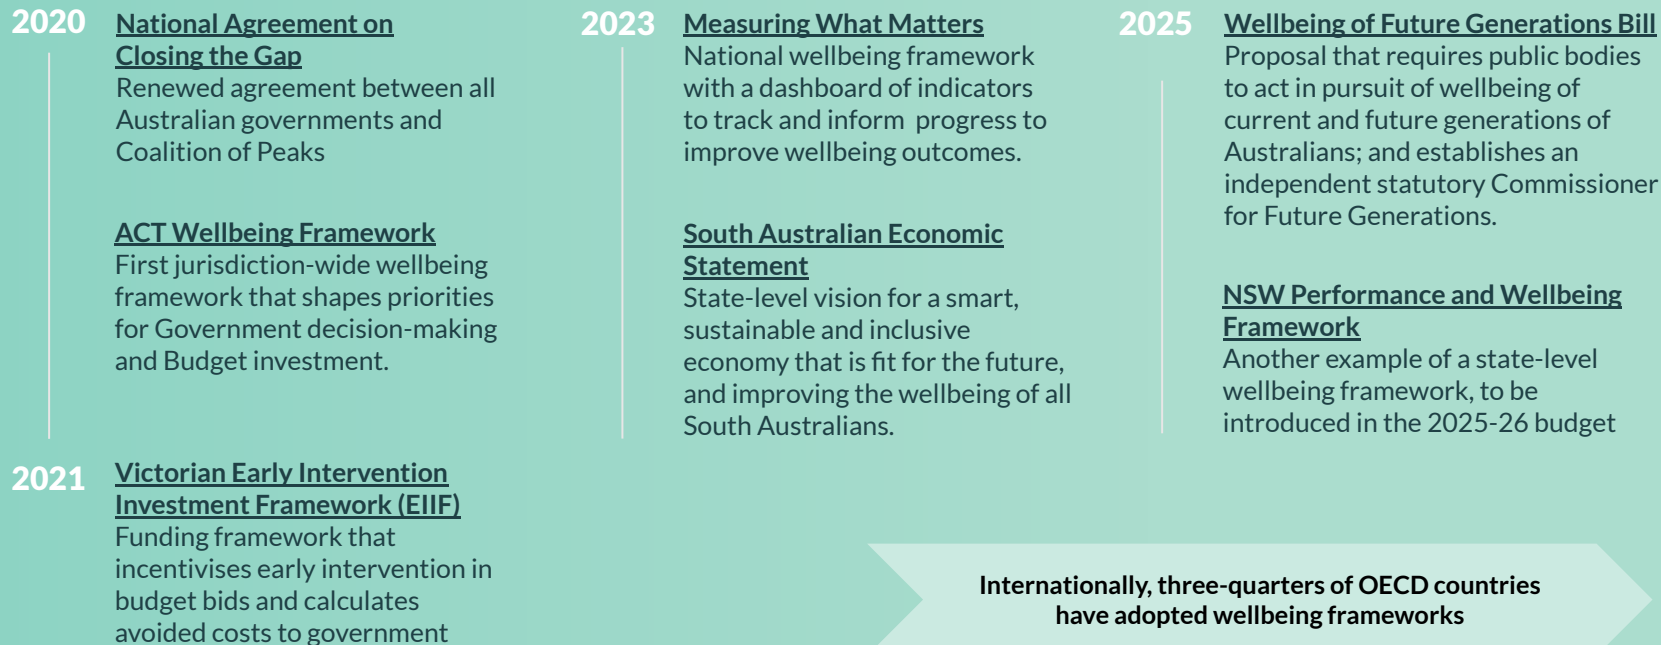 2020
National Agreement on
Closing the Gap
Renewed agreement between all
Australian governments and
Coalition of Peaks
ACT Wellbeing Framework
First jurisdiction-wide wellbeing
framework that shapes priorities
for Government decision-making
and Budget investment.
2021
Victorian Early Intervention
Investment Framework (EIIF)
Funding framework that
incentivises early intervention in
budget bids and calculates
avoided costs to government
2023
Measuring What Matters
National wellbeing framework
with a dashboard of indicators
to track and inform  progress to
improve wellbeing outcomes.
South Australian Economic
Statement
State-level vision for a smart,
sustainable and inclusive
economy that is fit for the future,
and improving the wellbeing of all
South Australians.
2025
Wellbeing of Future Generations Bill
Proposal that requires public bodies
to act in pursuit of wellbeing of
current and future generations of
Australians; and establishes an
independent statutory Commissioner
for Future Generations.
NSW Performance and Wellbeing
Framework
Another example of a state-level
wellbeing framework, to be
introduced in the 2025-26 budget
Internationally, three-quarters of OECD countries
have adopted wellbeing frameworks